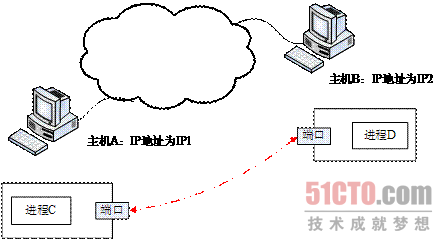 主机B：IP地址为IP2
主机A：IP地址为IP1
端口
进程D
进程C
端口
51CTO.com
技术成就梦想